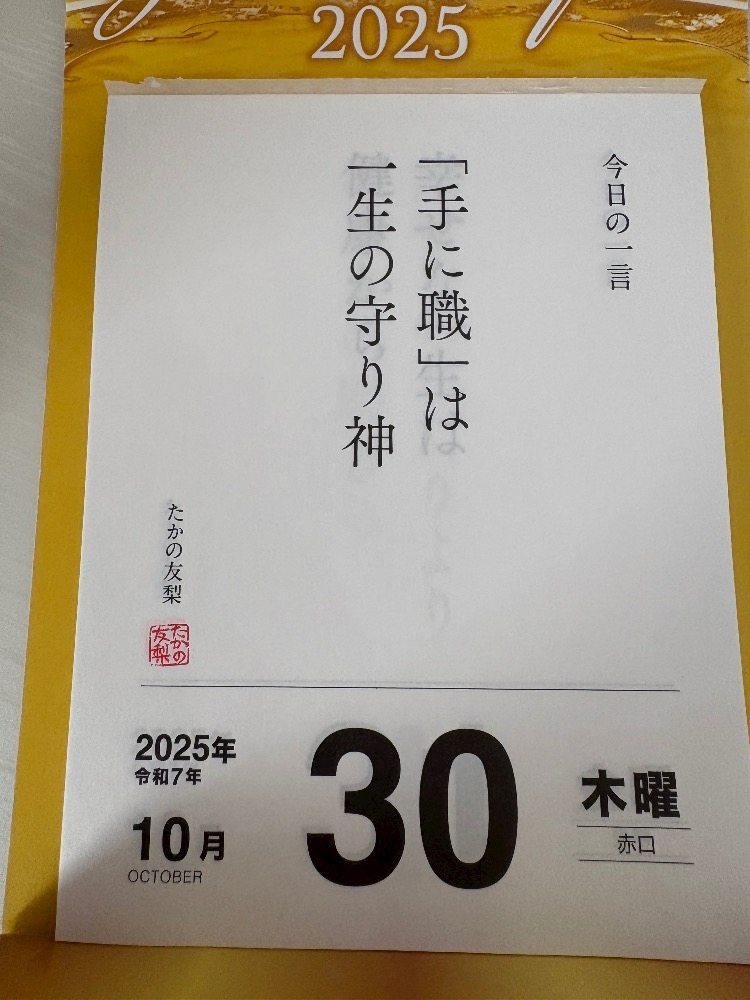 2025
今日の一言
「手に職」は
一生の守り神
たかの友梨
たかの
友梨
2025年
令和7年
10月
OCTOBER
30
木曜
赤口